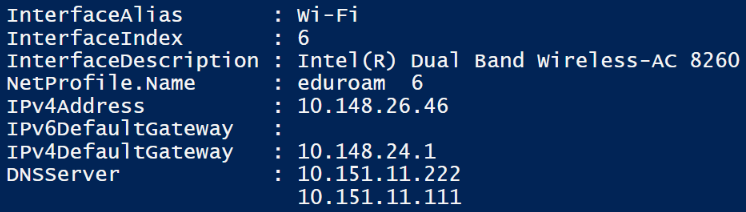 InterfaceAlias       : Wi-Fi
InterfaceIndex       : 6
InterfaceDescription : Intel(R) Dual Band Wireless-AC 8260
NetProfile.Name      : eduroam  6
IPv4Address          : 10.148.26.46
IPv6DefaultGateway   :
IPv4DefaultGateway   : 10.148.24.1
DNSServer            : 10.151.11.222
                       10.151.11.111